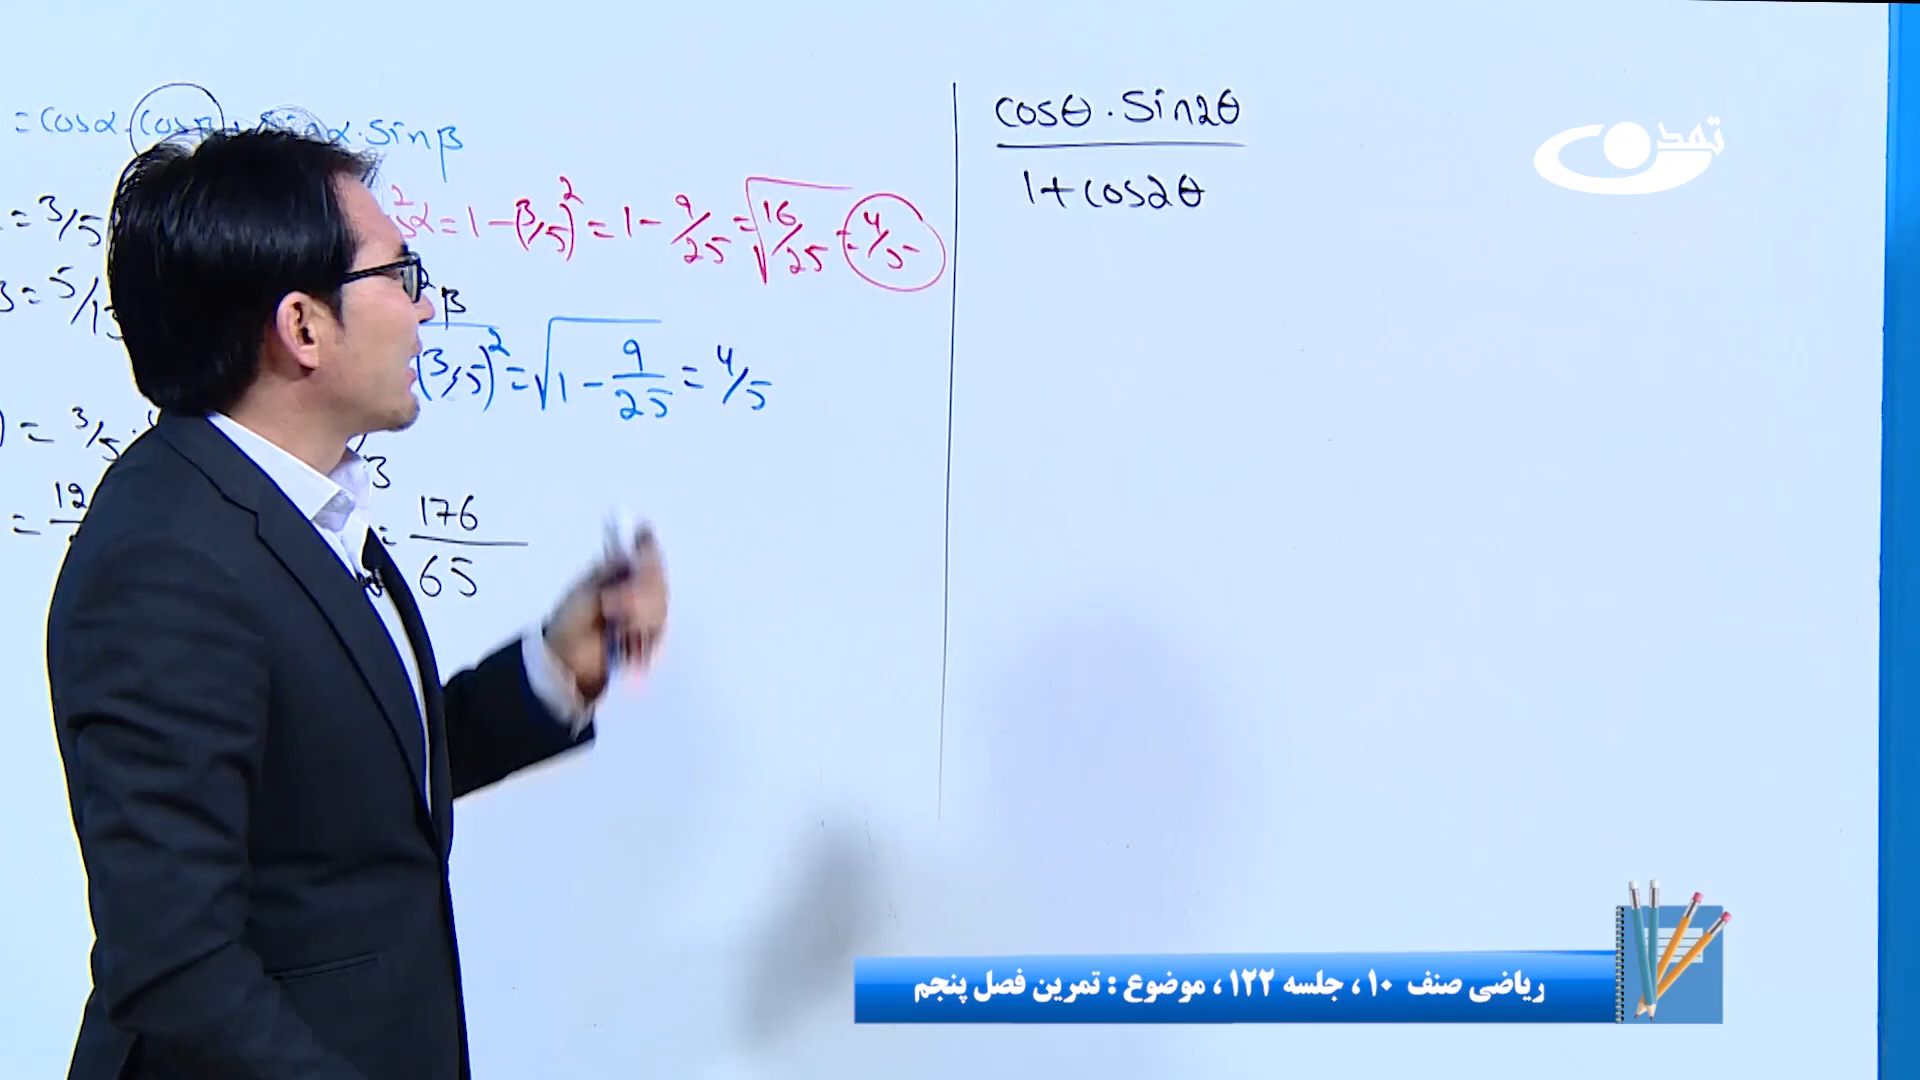 = cosα · cosβ + sinα · sinβ
= 3/5
α = 1 - (3/5)² = 1 - 9/25 = √16/25 = 4/5
= 5/13
β
(3/5)² = √1 - 9/25 = 4/5
) = 3/5 ·
= 12
= 176/65
cosθ · sin2θ
1 + cos2θ
تمدن
ریاضی صنف ۱۰ ، جلسه ۱۲۲ ، موضوع : تمرین فصل پنجم